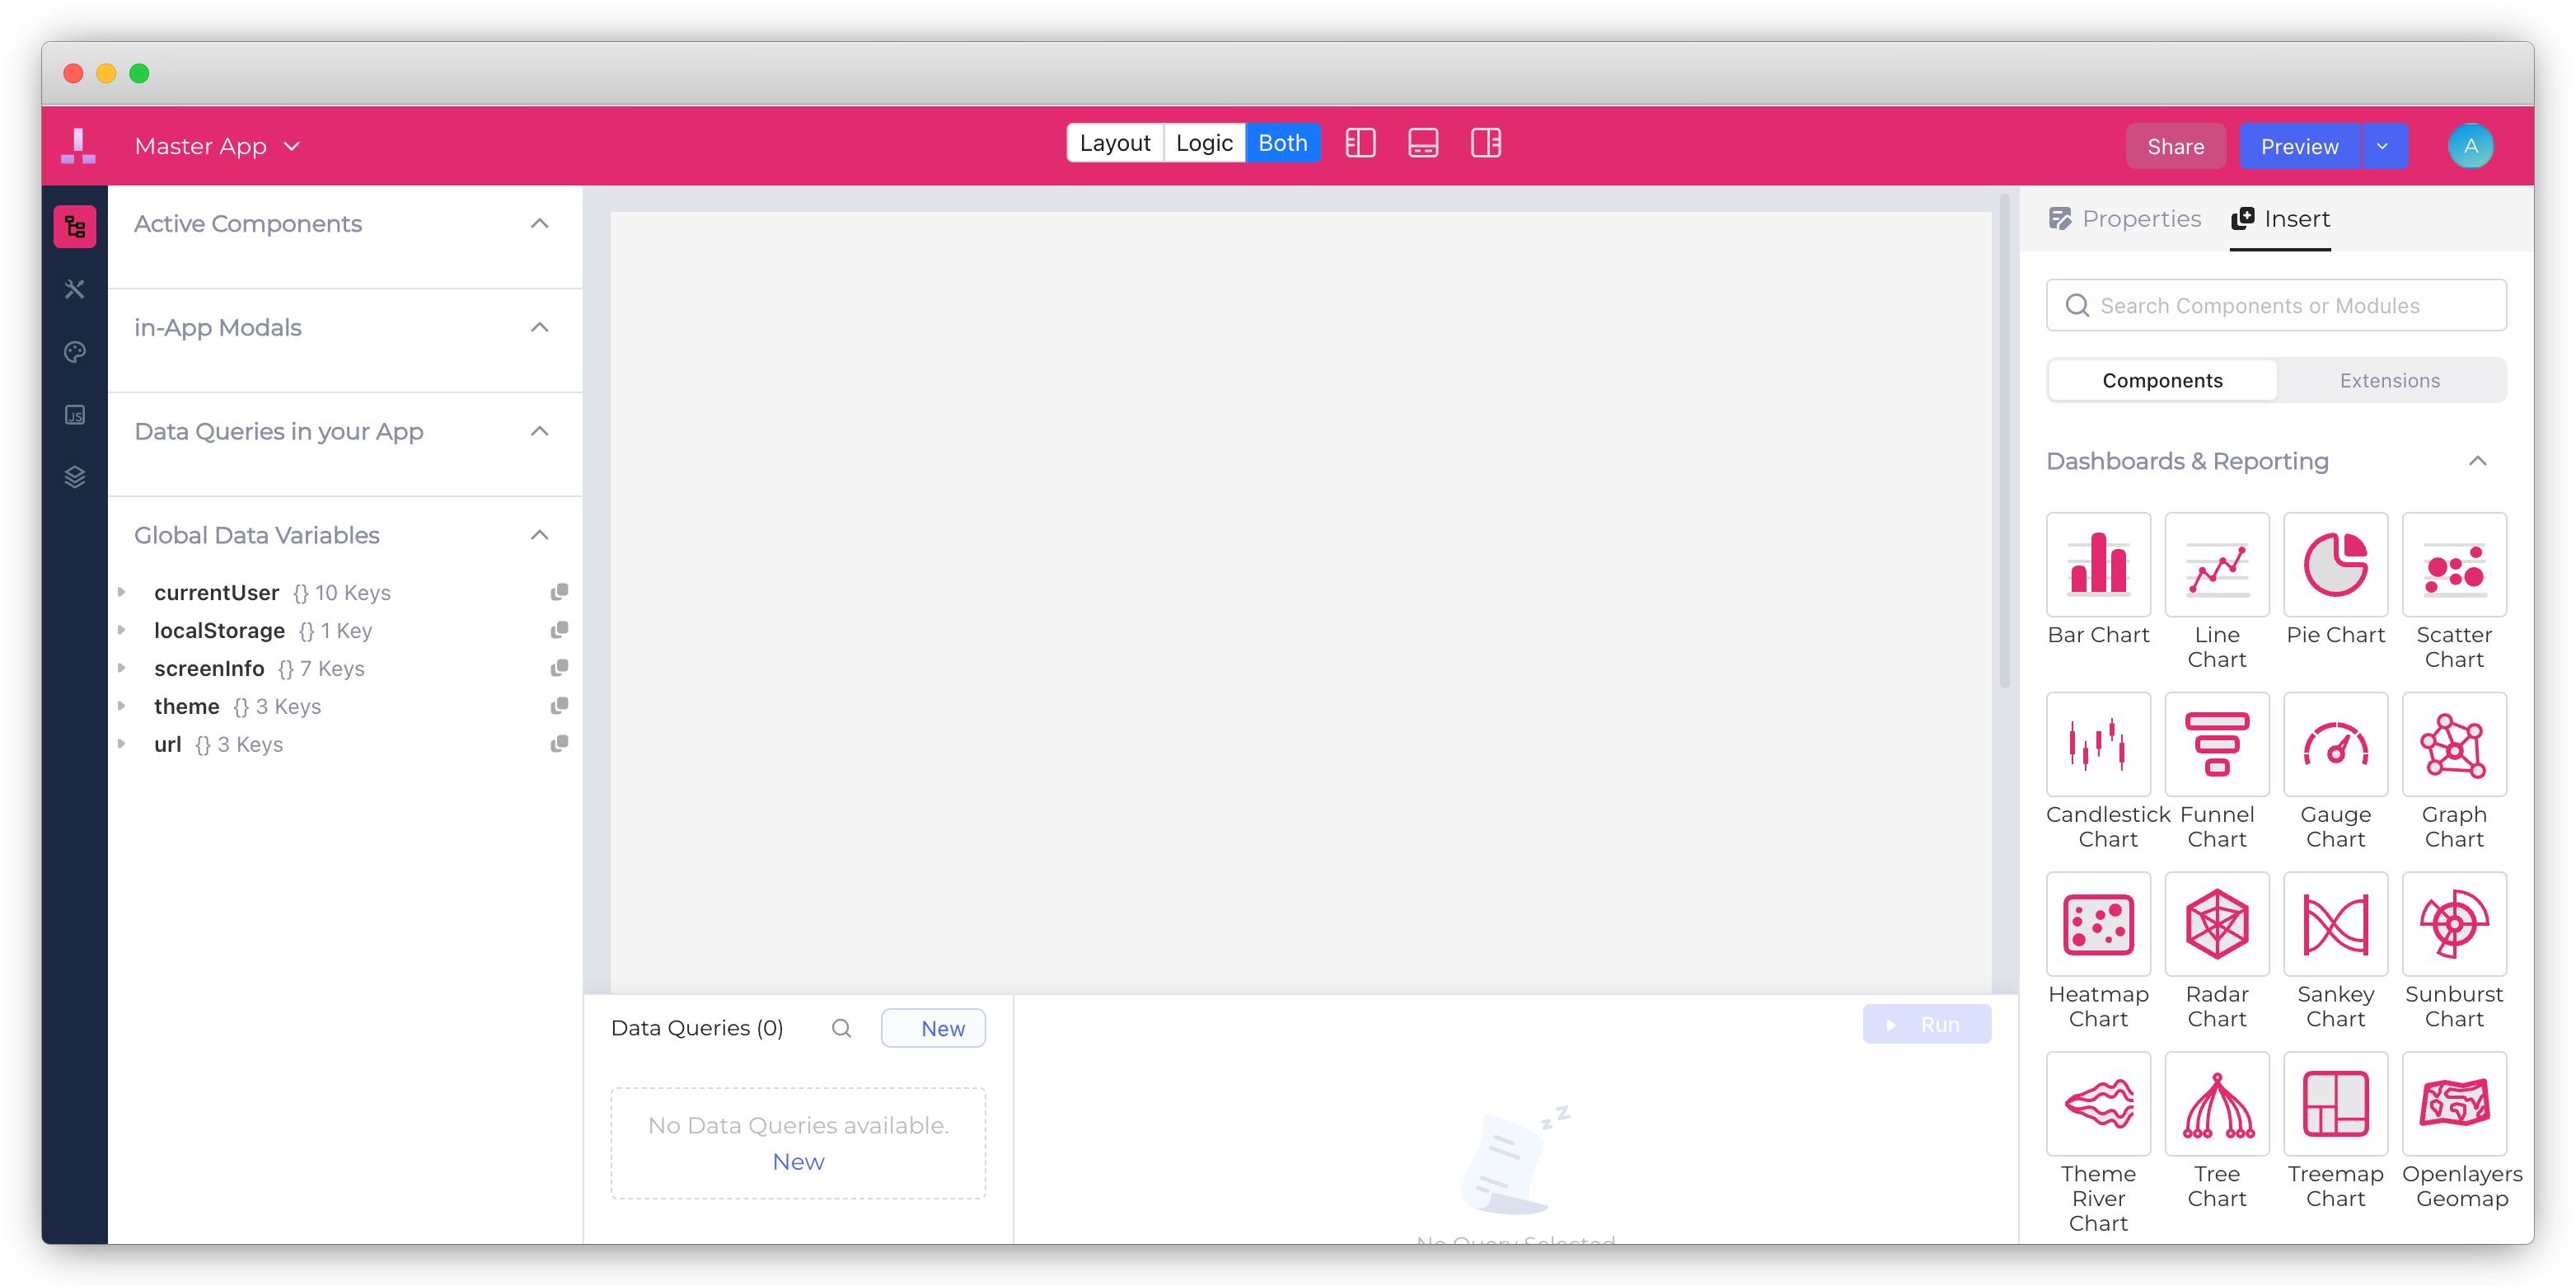 Master App
Layout Logic Both
Share
Preview
A
Active Components
in-App Modals
Data Queries in your App
Global Data Variables
currentUser {} 10 Keys
localStorage {} 1 Key
screenInfo {} 7 Keys
theme {} 3 Keys
url {} 3 Keys
JS
Data Queries (0)
New
No Data Queries available.
New
Run
z z
No Query Selected
Properties
Insert
Search Components or Modules
Components
Extensions
Dashboards & Reporting
Bar Chart
Line
Chart
Pie Chart
Scatter
Chart
Candlestick
Chart
Funnel
Chart
Gauge
Chart
Graph
Chart
Heatmap
Chart
Radar
Chart
Sankey
Chart
Sunburst
Chart
Theme
River
Chart
Tree
Chart
Treemap
Chart
Openlayers
Geomap